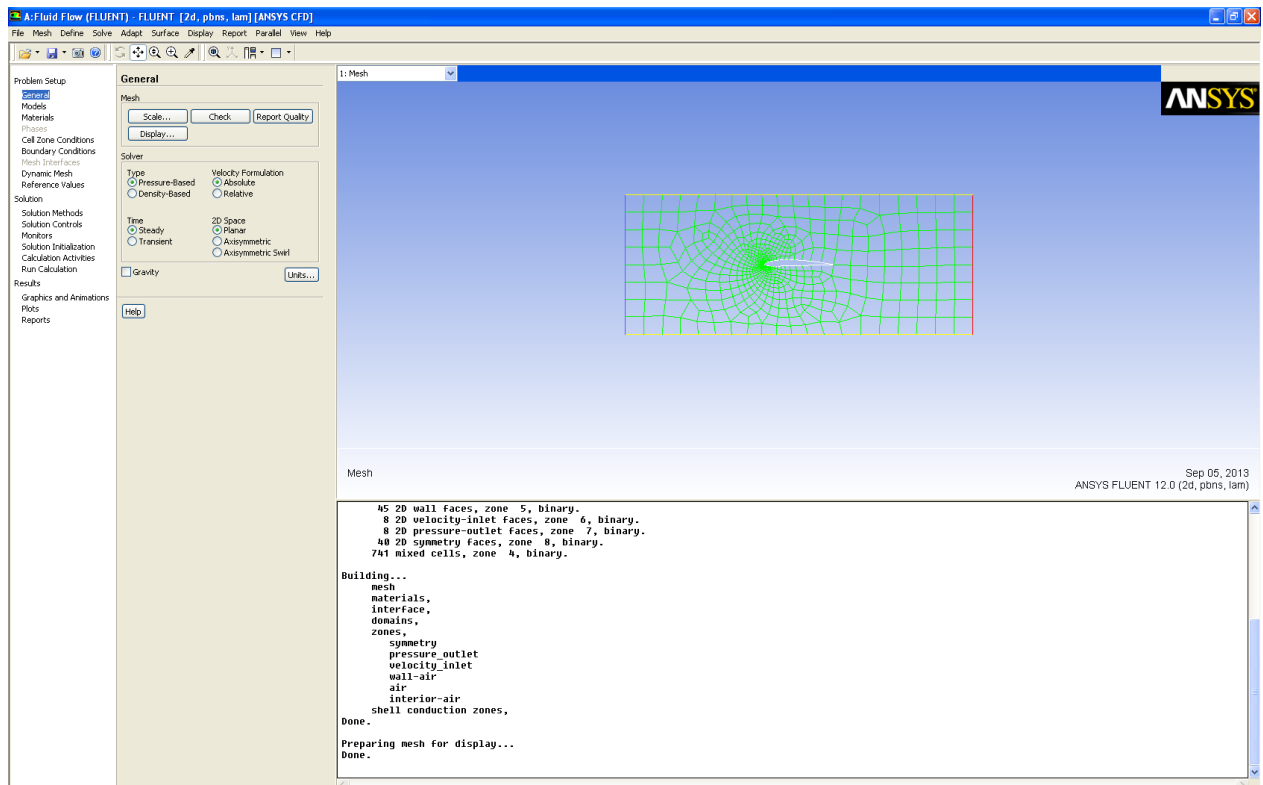 A:Fluid Flow (FLUENT) - FLUENT [2d, pbns, lam] [ANSYS CFD]
File Mesh Define Solve Adapt Surface Display Report Parallel View Help
Problem Setup
General
Models
Materials
Phases
Cell Zone Conditions
Boundary Conditions
Mesh Interfaces
Dynamic Mesh
Reference Values
Solution
Solution Methods
Solution Controls
Monitors
Solution Initialization
Calculation Activities
Run Calculation
Results
Graphics and Animations
Plots
Reports
General
Mesh
Scale... Check Report Quality
Display...
Solver
Type Velocity Formulation
Pressure-Based Absolute
Density-Based Relative
Time 2D Space
Steady Planar
Transient Axisymmetric
Axisymmetric Swirl
Gravity Units...
Help
1: Mesh
ANSYS
Mesh Sep 05, 2013
ANSYS FLUENT 12.0 (2d, pbns, lam)
45 2D wall faces, zone 5, binary.
8 2D velocity-inlet faces, zone 6, binary.
8 2D pressure-outlet faces, zone 7, binary.
40 2D symmetry faces, zone 8, binary.
741 mixed cells, zone 4, binary.
Building...
mesh
materials,
interface,
domains,
zones,
symmetry
pressure_outlet
velocity_inlet
wall-air
air
interior-air
shell conduction zones,
Done.
Preparing mesh for display...
Done.